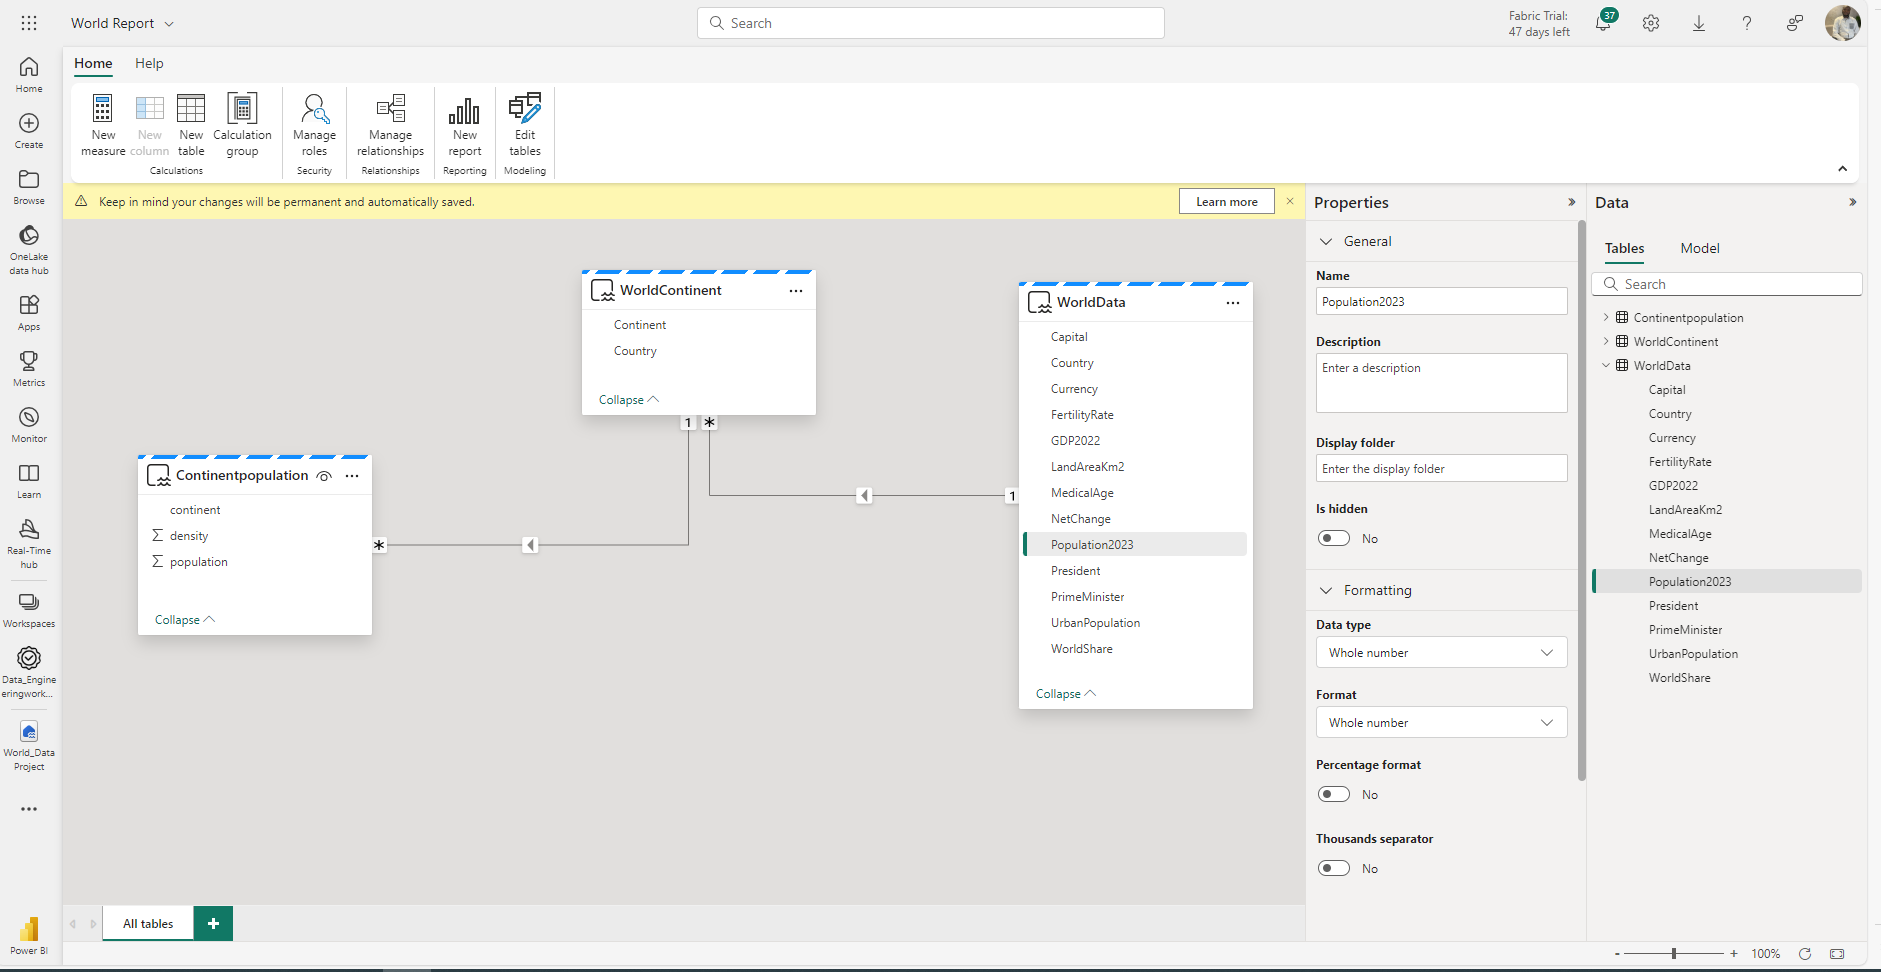 World Report
Search
Fabric Trial:
47 days left
37
Home
Help
Home
Create
Browse
OneLake
data hub
Apps
Metrics
Monitor
Learn
Real-Time
hub
Workspaces
Data_Engine
eringwork...
World_Data
Project
Power BI
New
measure
New
column
New
table
Calculation
group
Calculations
Manage
roles
Security
Manage
relationships
Relationships
New
report
Reporting
Edit
tables
Modeling
Keep in mind your changes will be permanent and automatically saved.
Learn more
WorldContinent
Continent
Country
Collapse
1 *
Continentpopulation
continent
density
population
Collapse
*
1
WorldData
Capital
Country
Currency
FertilityRate
GDP2022
LandAreaKm2
MedicalAge
NetChange
Population2023
President
PrimeMinister
UrbanPopulation
WorldShare
Collapse
All tables
+
Properties
General
Name
Population2023
Description
Enter a description
Display folder
Enter the display folder
Is hidden
No
Formatting
Data type
Whole number
Format
Whole number
Percentage format
No
Thousands separator
No
Data
Tables
Model
Search
Continentpopulation
WorldContinent
WorldData
Capital
Country
Currency
FertilityRate
GDP2022
LandAreaKm2
MedicalAge
NetChange
Population2023
President
PrimeMinister
UrbanPopulation
WorldShare
- + 100%